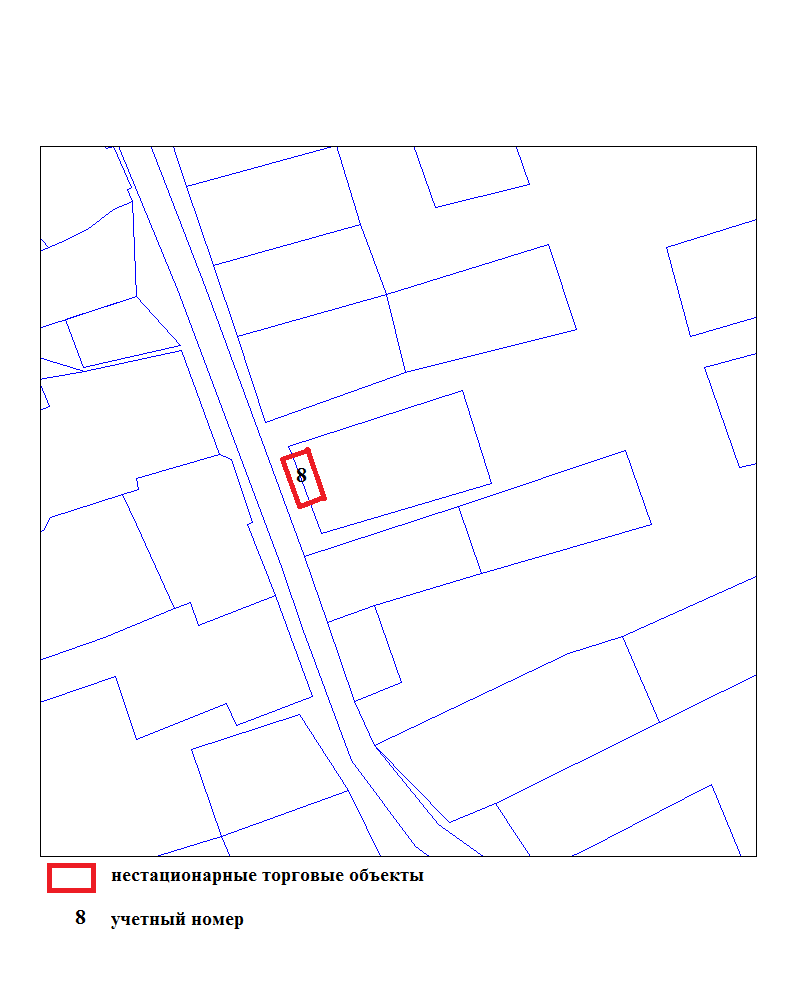 8
нестационарные торговые объекты
8 учетный номер